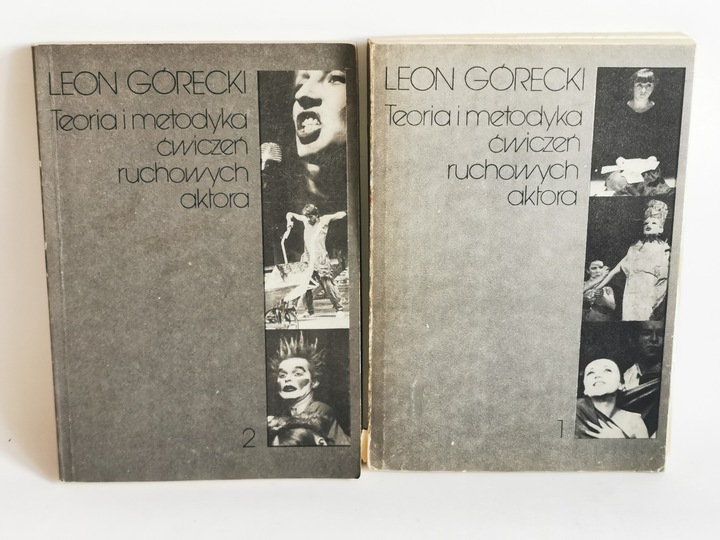 LEON GÓRECKI
Teoria i metodyka
ćwiczeń
ruchowych
aktora
2
LEON GÓRECKI
Teoria i metodyka
ćwiczeń
ruchowych
aktora
1